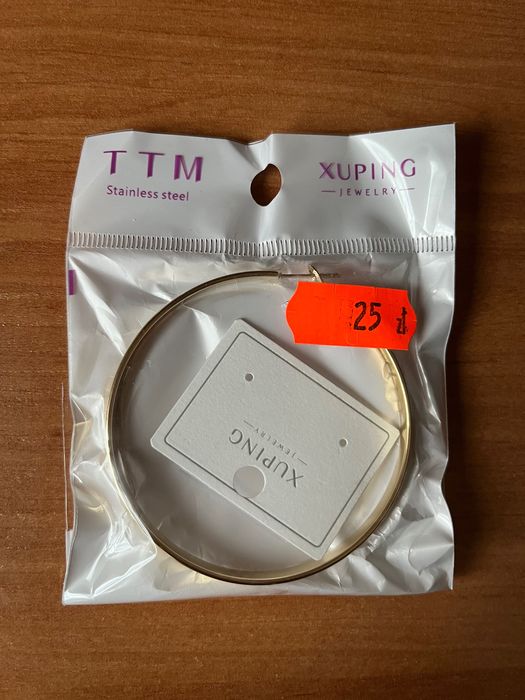 TTM
Stainless steel
XUPING
JEWELRY
25 zł
XUPING
JEWELRY